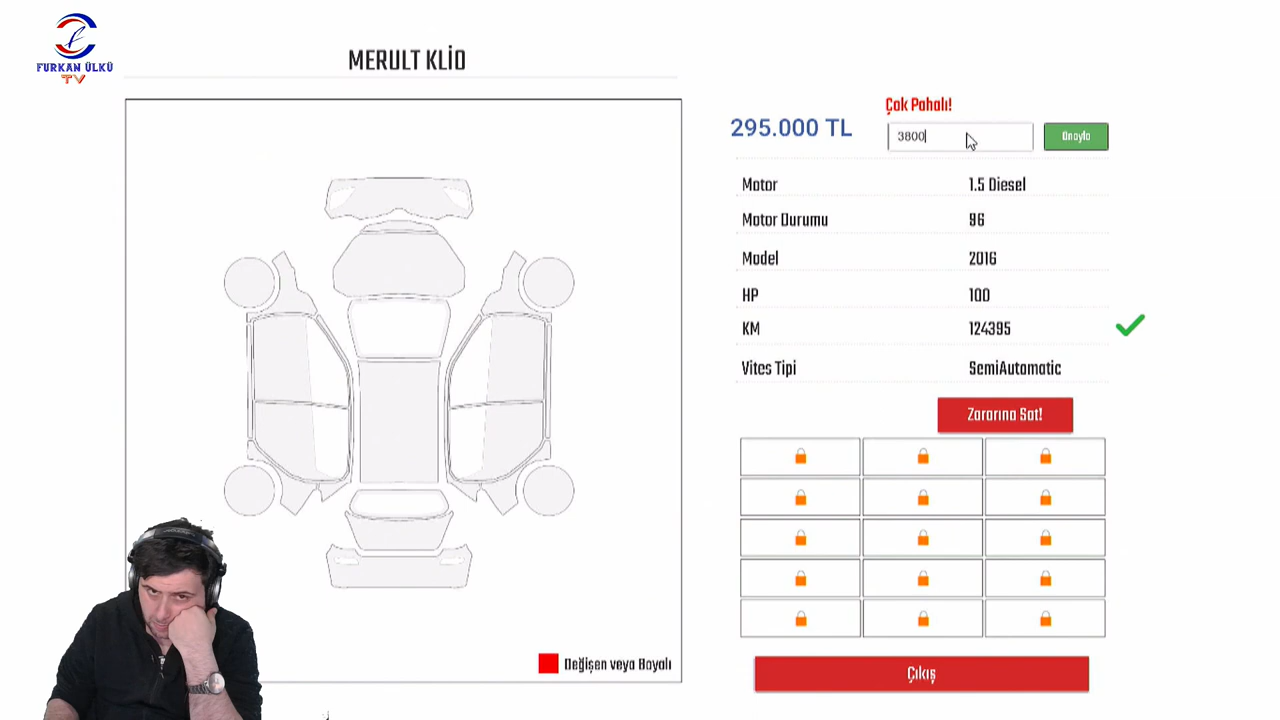 FURKAN ÜLKÜ
TV
MERULT KLİO
Çok Pahalı!
295.000 TL
3800
Onayla
Motor 1.5 Diesel
Motor Durumu 96
Model 2016
HP 100
KM 124395
Vites Tipi SemiAutomatic
Zararına Sat!
Değişen veya Boyalı
Çıkış